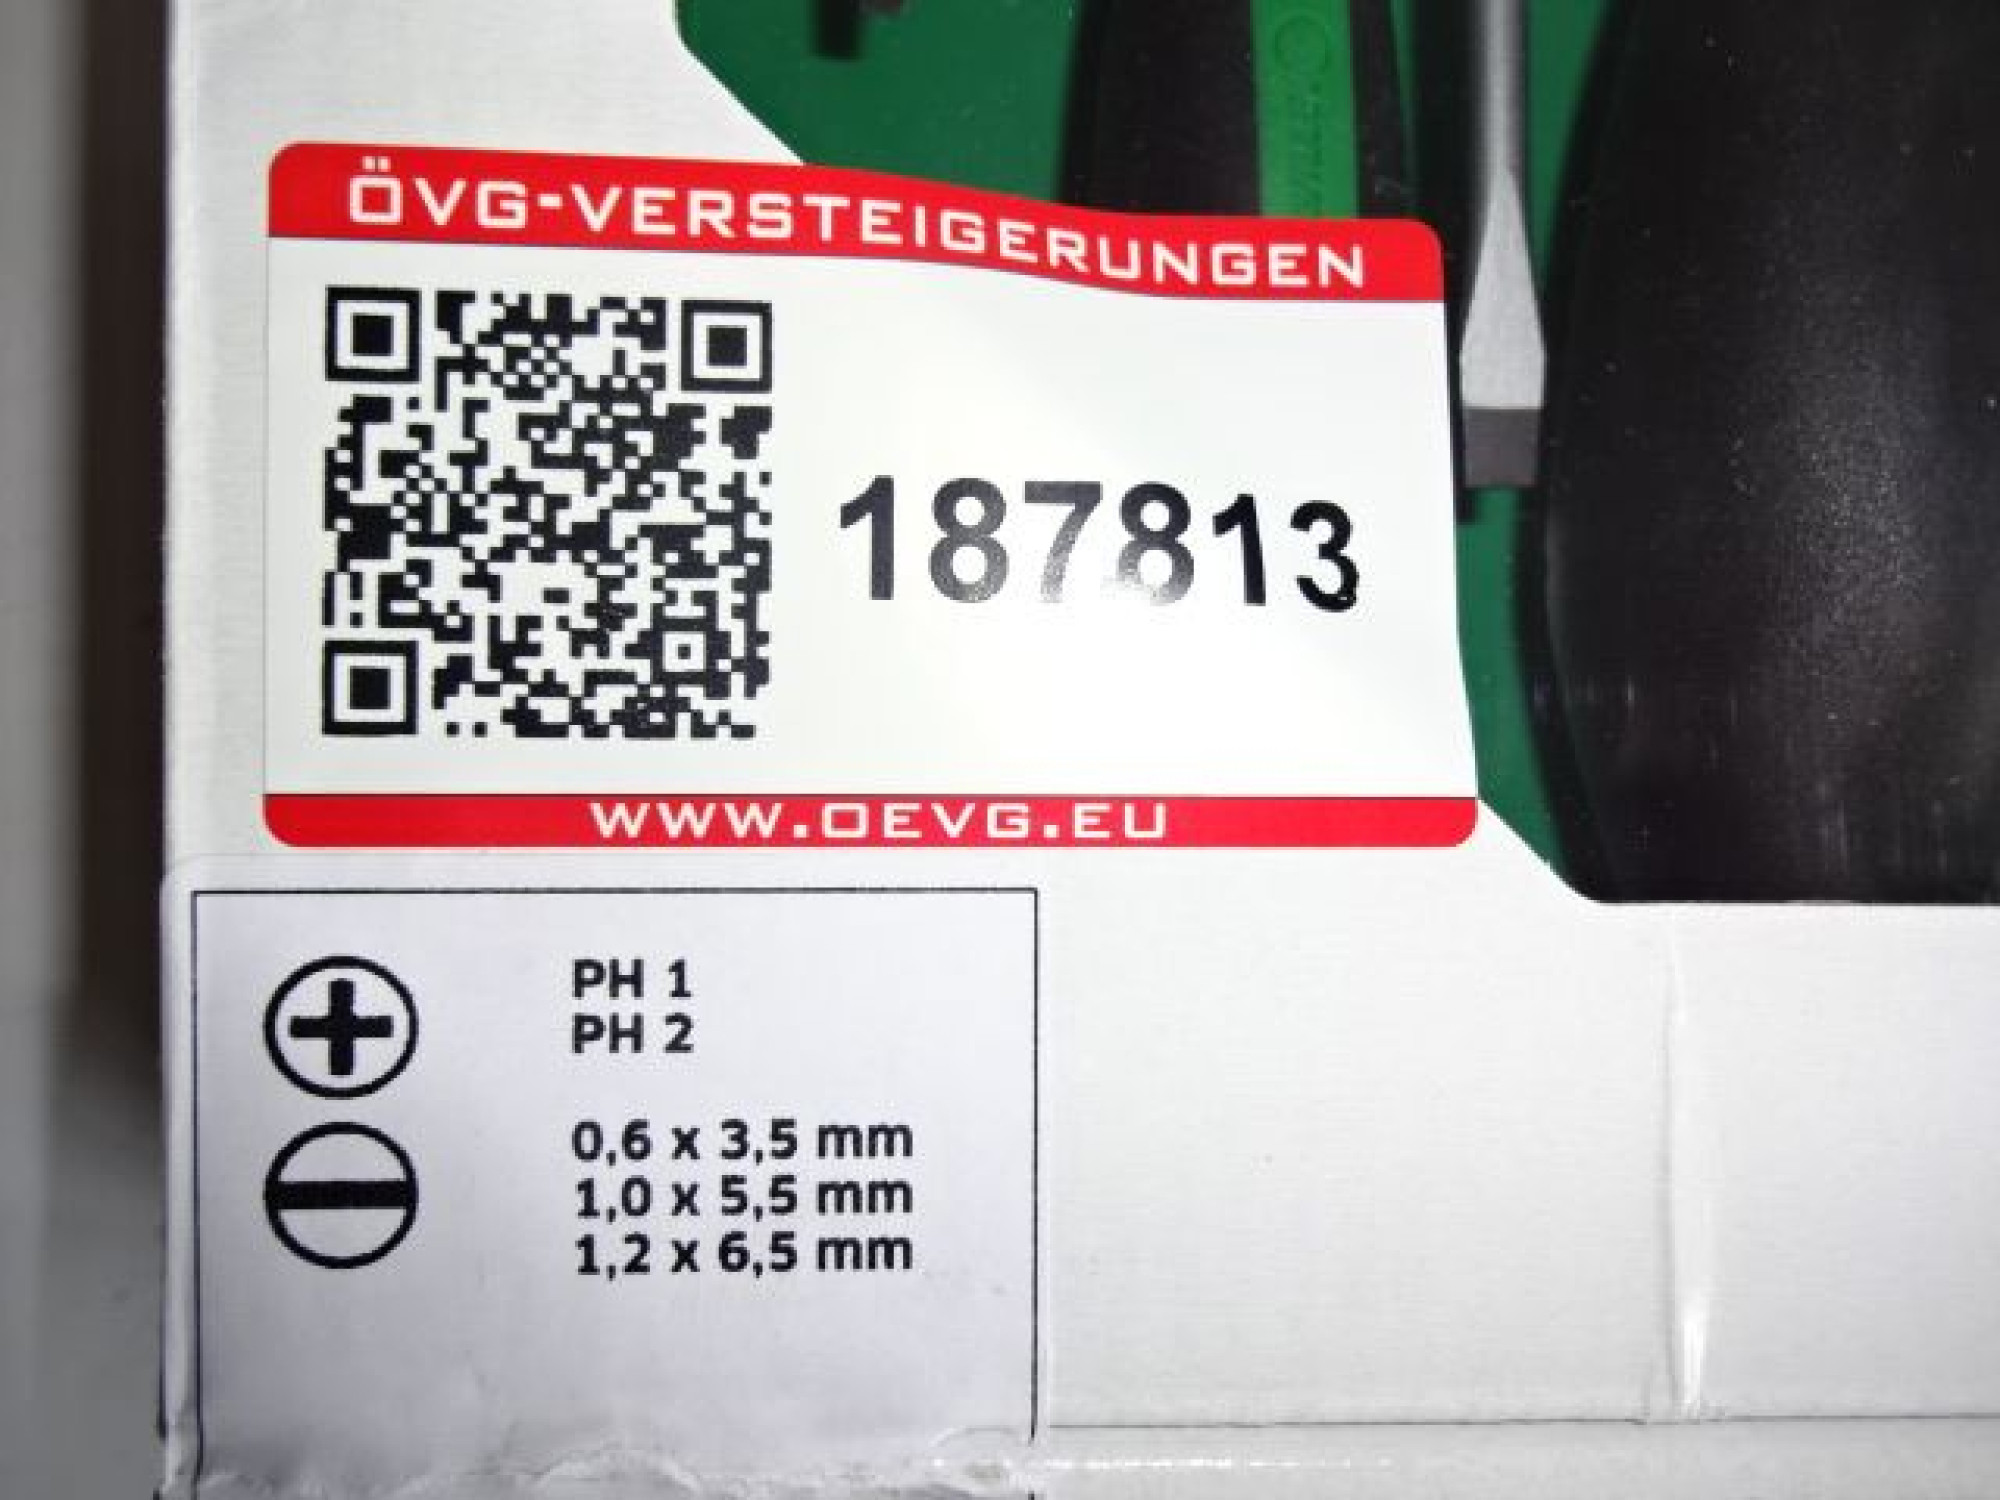 ÖVG-VERSTEIGERUNGEN
187813
WWW.OEVG.EU
PH 1
PH 2
0,6 x 3,5 mm
1,0 x 5,5 mm
1,2 x 6,5 mm